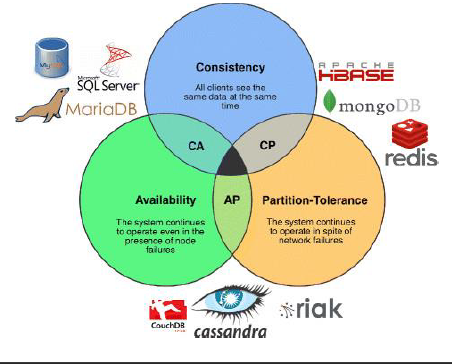 MySQL
Microsoft
SQL Server
MariaDB
Consistency
All clients see the
same data at the same
time
APACHE
HBASE
mongoDB
redis
CA
CP
Availability
The system continues
to operate even in the
presence of node
failures
AP
Partition-Tolerance
The system continues
to operate in spite of
network failures
CouchDB
relax
cassandra
riak